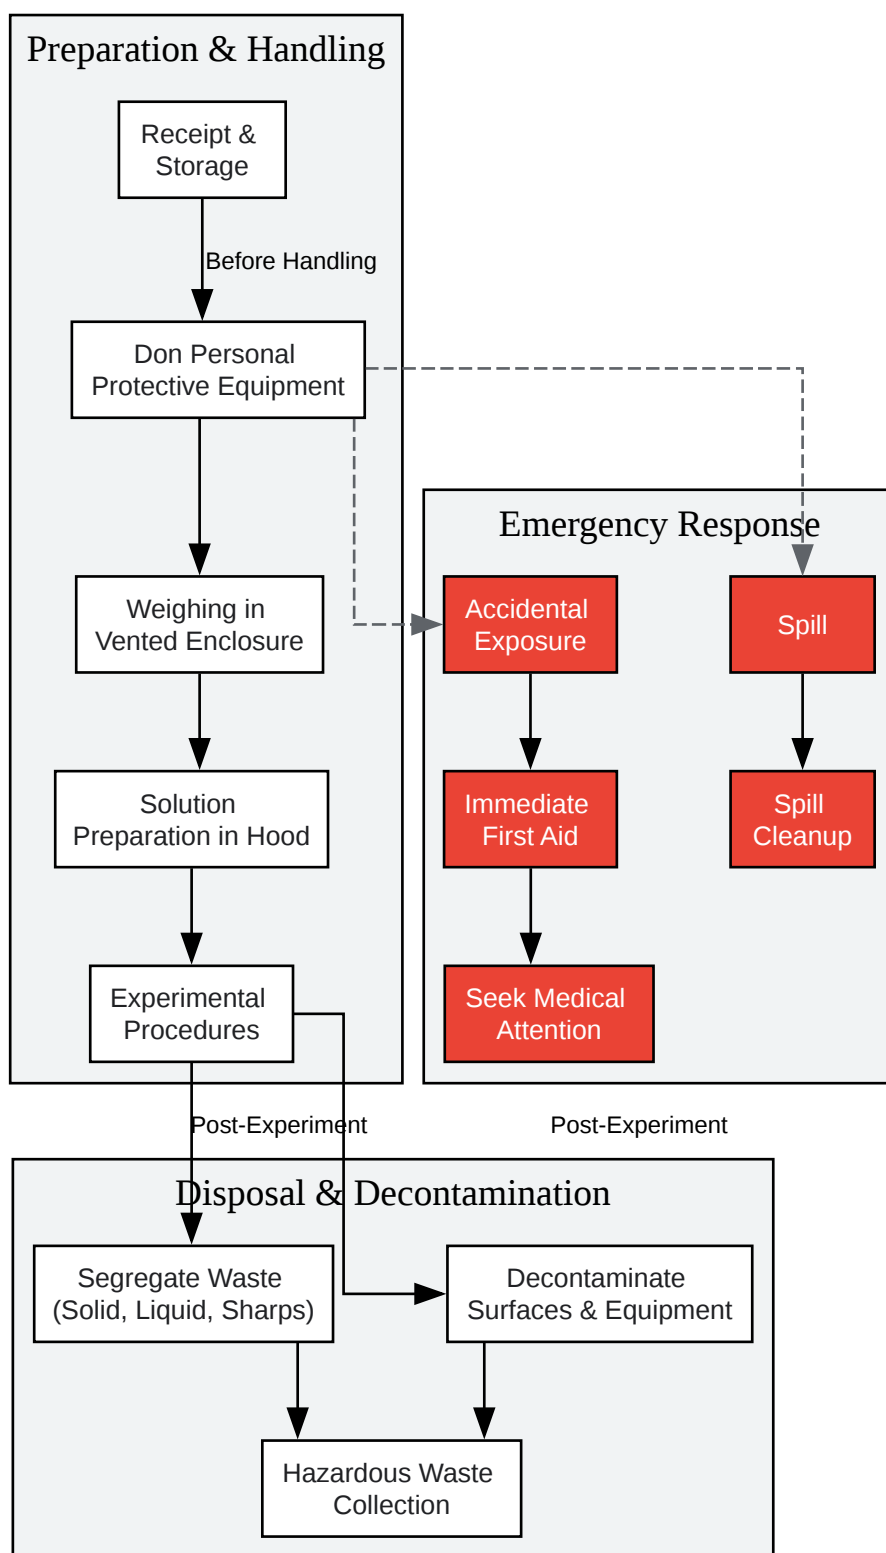 Preparation & Handling
Receipt &
Storage
Before Handling
Don Personal
Protective Equipment
Weighing in
Vented Enclosure
Solution
Preparation in Hood
Experimental
Procedures
Emergency Response
Accidental
Exposure
Spill
Immediate
First Aid
Spill
Cleanup
Seek Medical
Attention
Post-Experiment
Post-Experiment
Disposal & Decontamination
Segregate Waste
(Solid, Liquid, Sharps)
Decontaminate
Surfaces & Equipment
Hazardous Waste
Collection